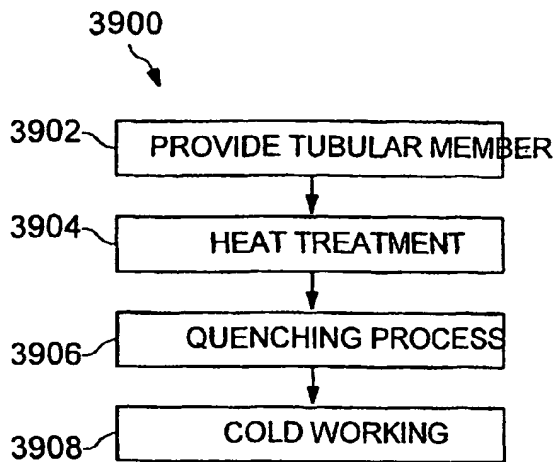 3900
3902 PROVIDE TUBULAR MEMBER
3904 HEAT TREATMENT
3906 QUENCHING PROCESS
3908 COLD WORKING